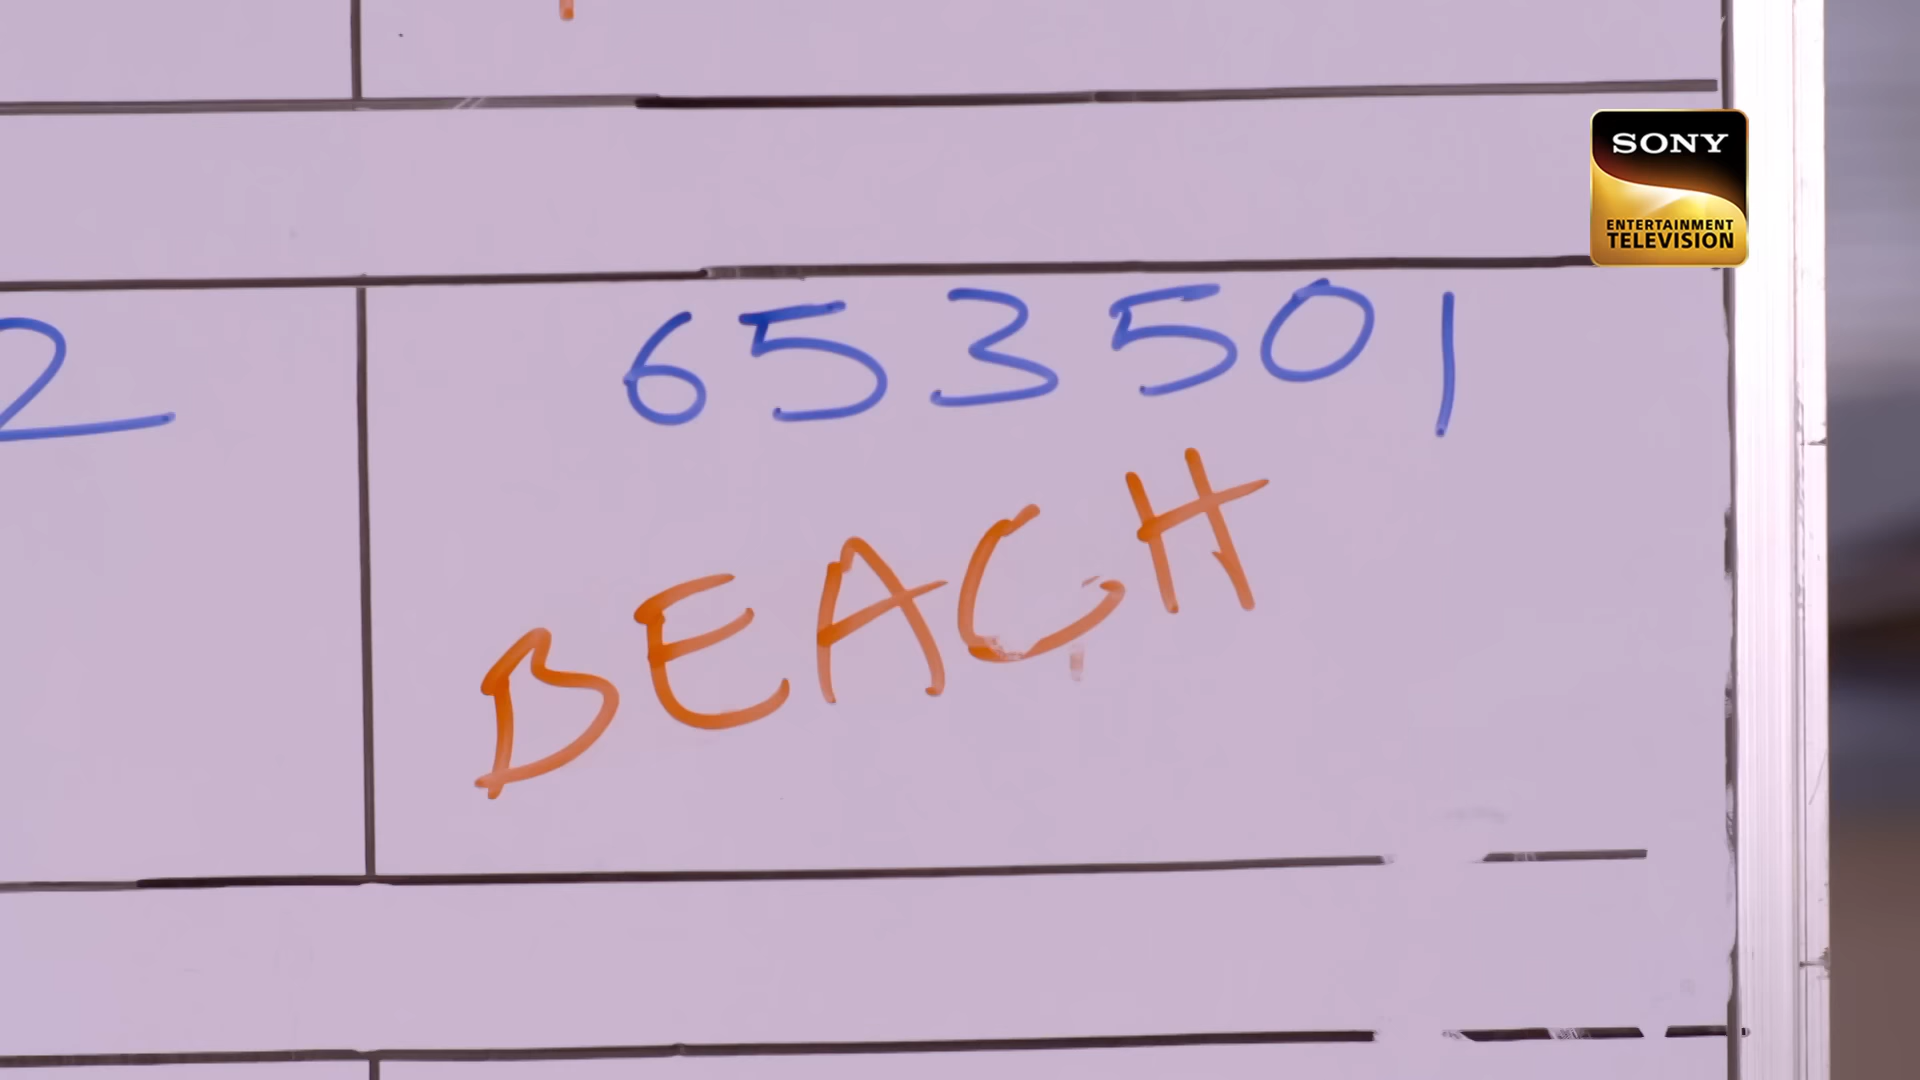 SONY
ENTERTAINMENT
TELEVISION
2
653501
BEACH